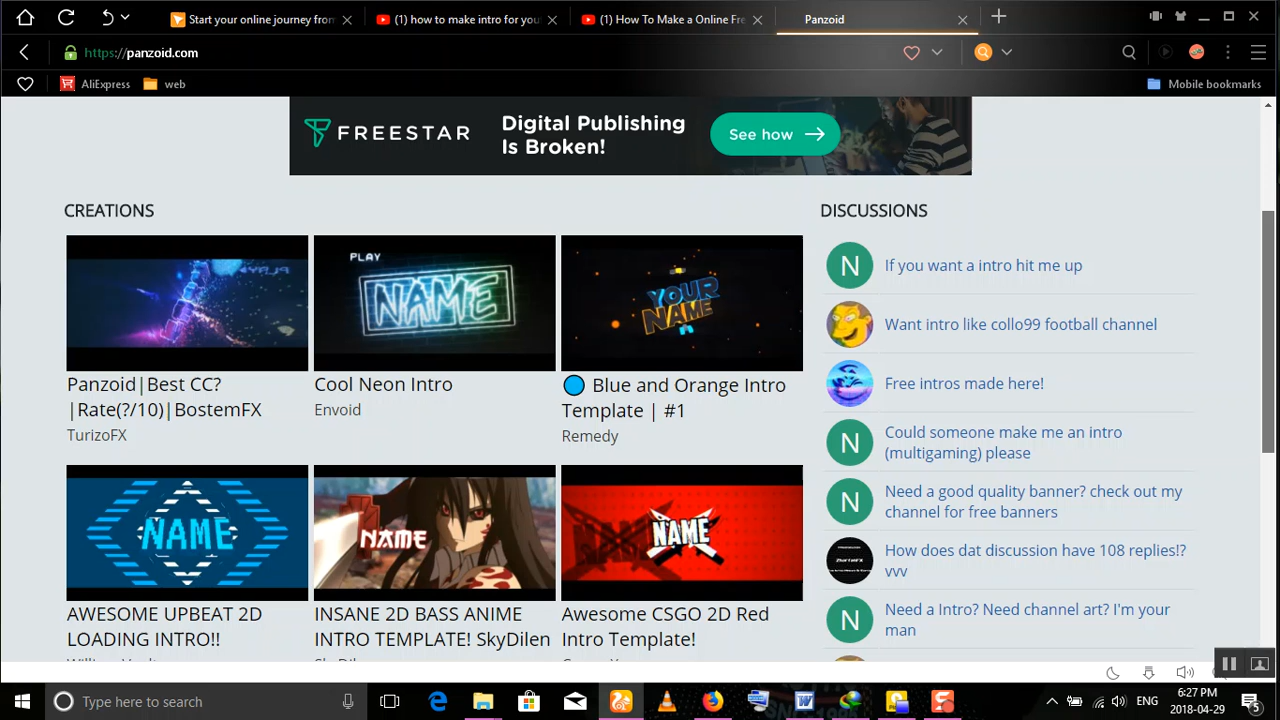 Start your online journey from
(1) how to make intro for you
(1) How To Make a Online Fre
Panzoid
https://panzoid.com
AliExpress
web
Mobile bookmarks
FREESTAR
Digital Publishing
Is Broken!
See how
CREATIONS
DISCUSSIONS
PLAY
NAME
YOUR
NAME
Panzoid|Best CC?
|Rate(?/10)|BostemFX
TurizoFX
Cool Neon Intro
Envoid
Blue and Orange Intro
Template | #1
Remedy
NAME
NAME
NAME
AWESOME UPBEAT 2D
LOADING INTRO!!
INSANE 2D BASS ANIME
INTRO TEMPLATE! SkyDilen
Awesome CSGO 2D Red
Intro Template!
N
If you want a intro hit me up
Want intro like collo99 football channel
Free intros made here!
N
Could someone make me an intro
(multigaming) please
N
Need a good quality banner? check out my
channel for free banners
How does dat discussion have 108 replies!?
vvv
N
Need a Intro? Need channel art? I'm your
man
Type here to search
ENG
6:27 PM
2018-04-29
5